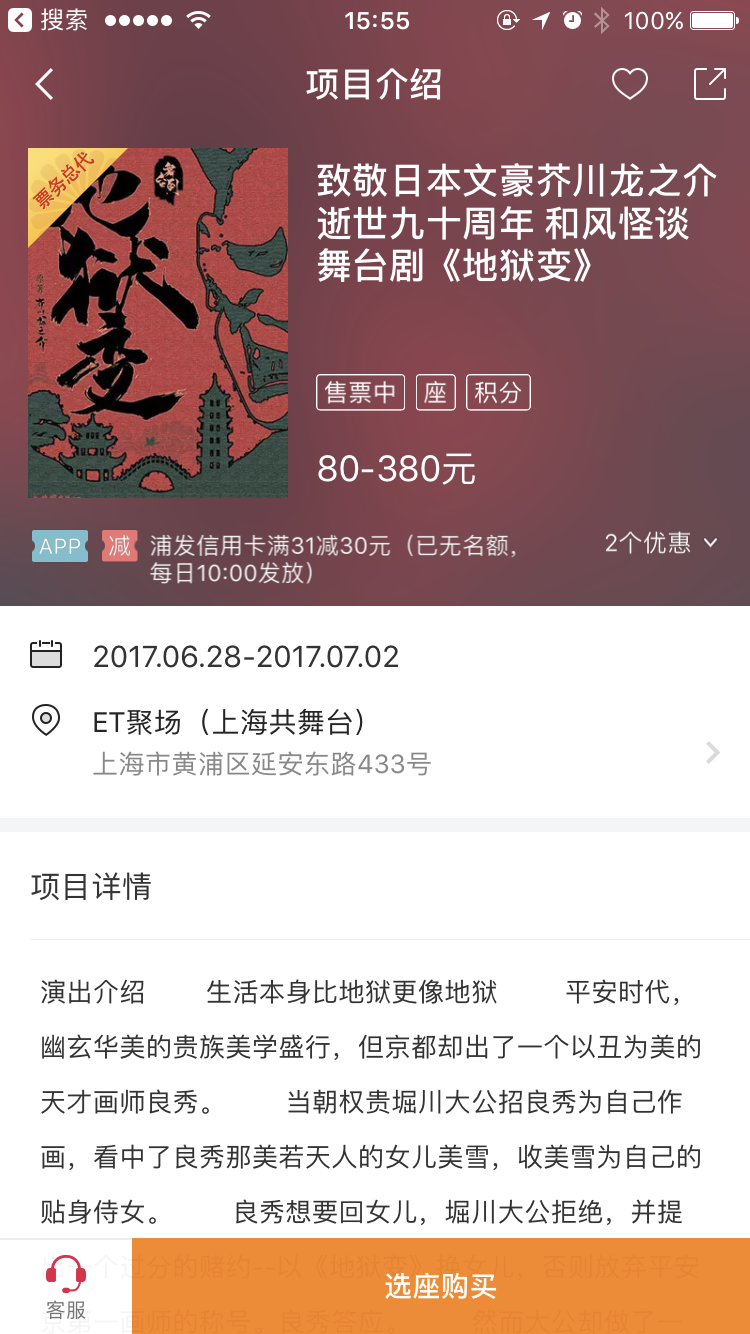 搜索
15:55
100%
项目介绍
票务总代
地狱变
致敬日本文豪芥川龙之介
逝世九十周年 和风怪谈
舞台剧《地狱变》
售票中 座 积分
80-380元
APP 减 浦发信用卡满31减30元（已无名额，
每日10:00发放）
2个优惠
2017.06.28-2017.07.02
ET聚场（上海共舞台）
上海市黄浦区延安东路433号
项目详情
演出介绍 生活本身比地狱更像地狱 平安时代，
幽玄华美的贵族美学盛行，但京都却出了一个以丑为美的
天才画师良秀。 当朝权贵堀川大公招良秀为自己作
画，看中了良秀那美若天人的女儿美雪，收美雪为自己的
贴身侍女。 良秀想要回女儿，堀川大公拒绝，并提
出一个过分的赌约--以《地狱变》换女儿，否则放弃平安
京第一画师的称号。良秀答应。 然而大公却做了一
客服
选座购买